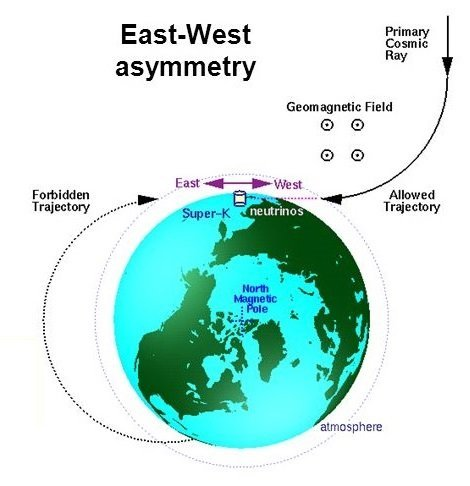 East-West
asymmetry
Primary
Cosmic
Ray
Geomagnetic Field
East
West
Forbidden
Trajectory
Allowed
Trajectory
Super-K
neutrinos
North
Magnetic
Pole
atmosphere